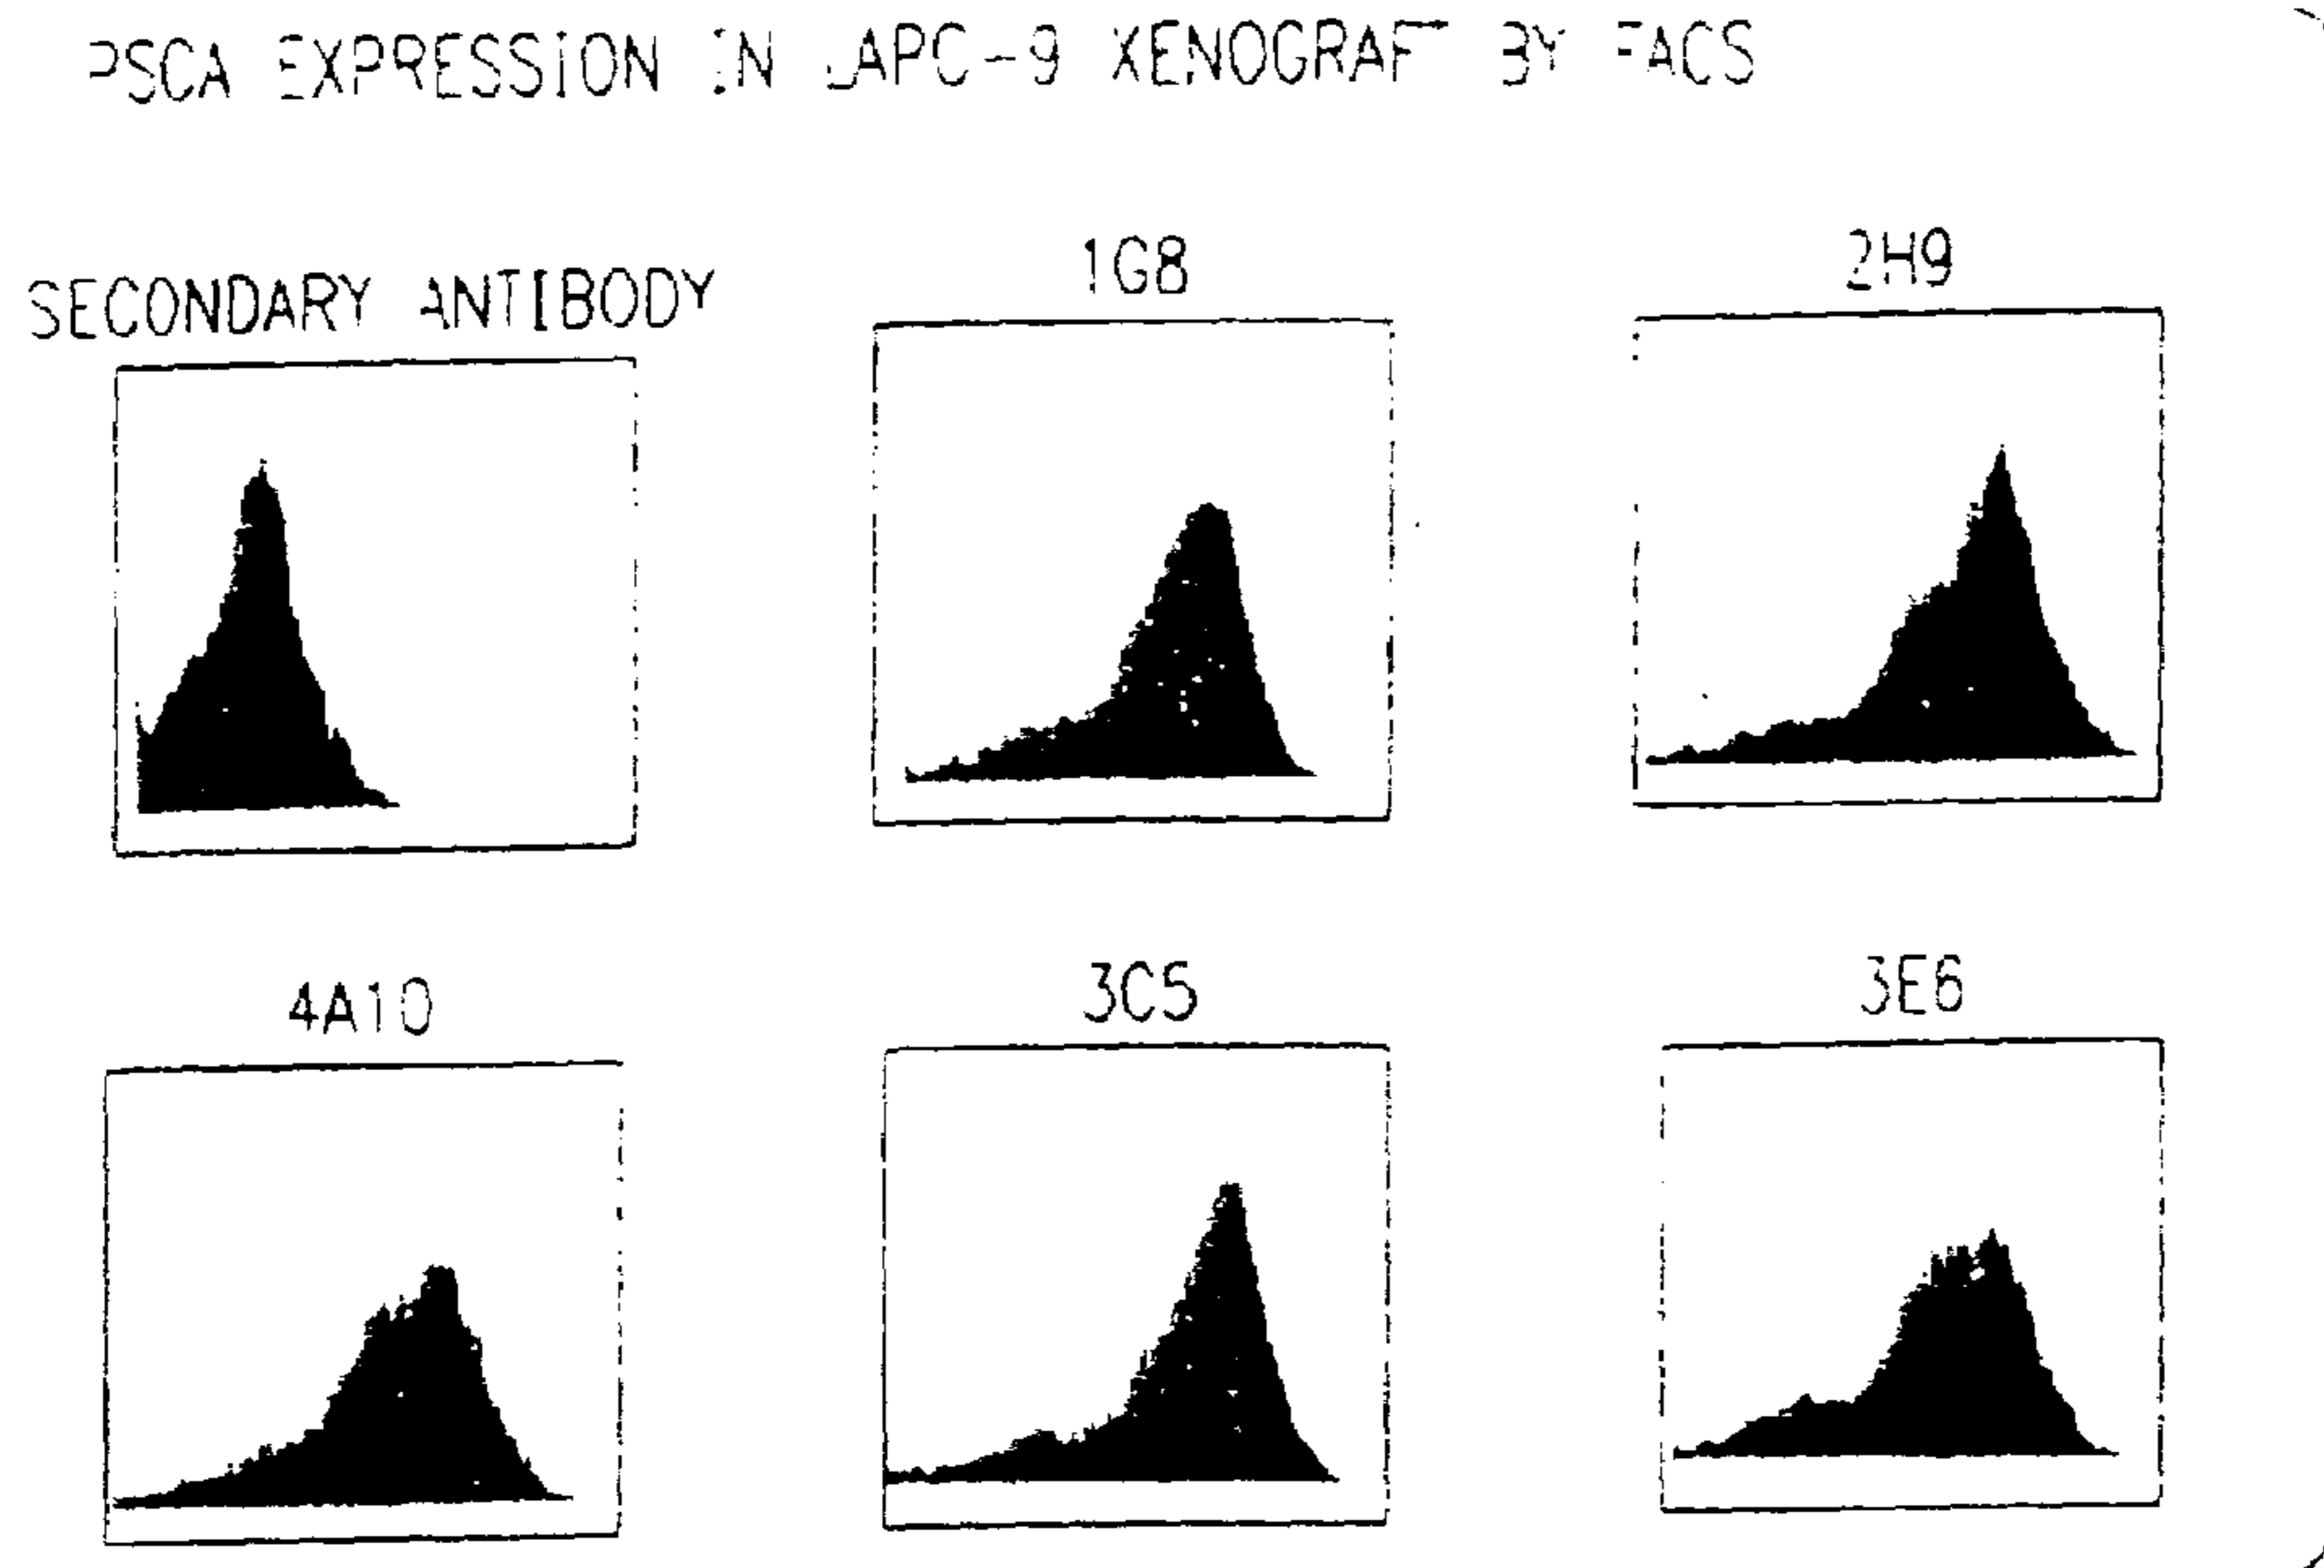 PSCA EXPRESSION IN LAPC-9 XENOGRAFT BY FACS
SECONDARY ANTIBODY
1G8
2H9
4A10
3C5
3E6